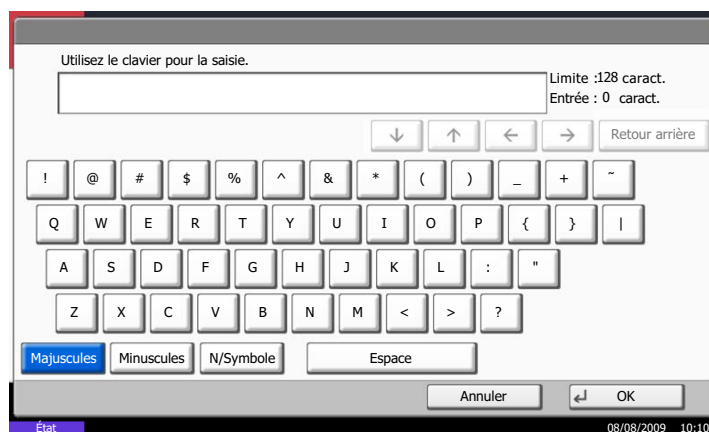 Utilisez le clavier pour la saisie.
Limite :128 caract.
Entrée : 0 caract.
↓ ↑ ← → Retour arrière
! @ # $ % ^ & * ( ) _ + ~
Q W E R T Y U I O P { } |
A S D F G H J K L : "
Z X C V B N M < > ?
Majuscules Minuscules N/Symbole Espace
Annuler OK
État 08/08/2009 10:10